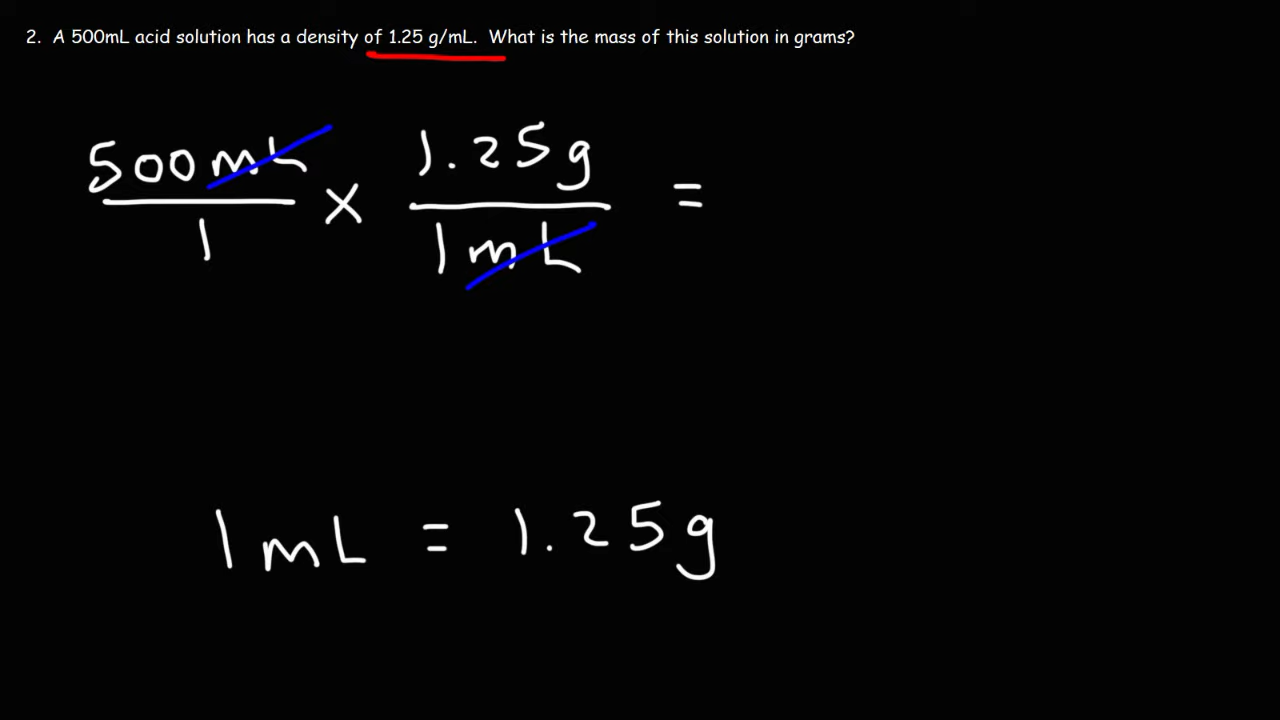 2. A 500mL acid solution has a density of 1.25 g/mL. What is the mass of this solution in grams?
500mL × 1.25g =
1 1mL
1mL = 1.25g